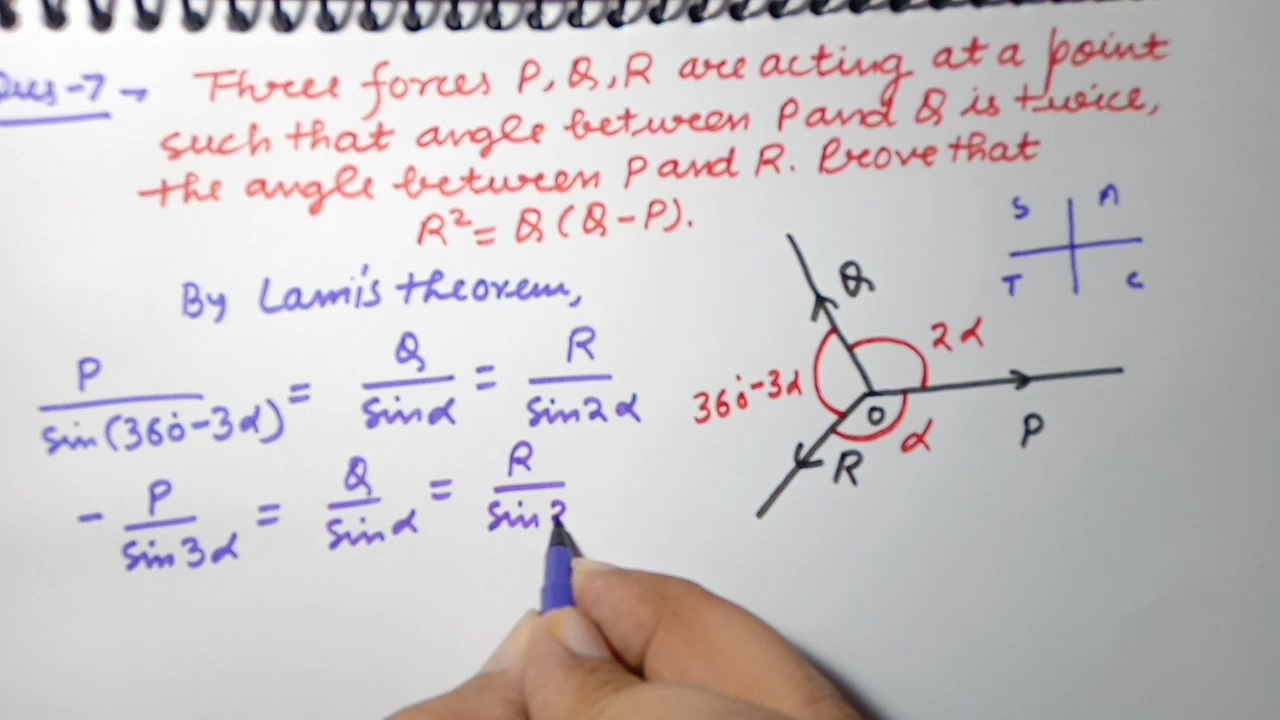 Ques-7 → Three forces P, Q, R are acting at a point
such that angle between P and Q is twice,
the angle between P and R. Prove that
R² = Q (Q - P).
By Lami's theorem,
P/sin(360°-3α) = Q/sinα = R/sin2α
- P/sin3α = Q/sinα = R/sin2
S A
T C
Q
2α
360°-3α
O
α
P
R